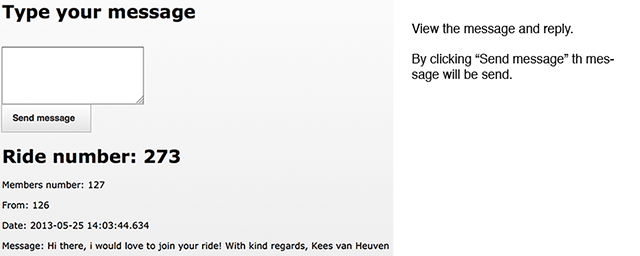 Type your message
Send message
Ride number: 273
Members number: 127
From: 126
Date: 2013-05-25 14:03:44.634
Message: Hi there, i would love to join your ride! With kind regards, Kees van Heuven
View the message and reply.
By clicking “Send message” th mes-
sage will be send.